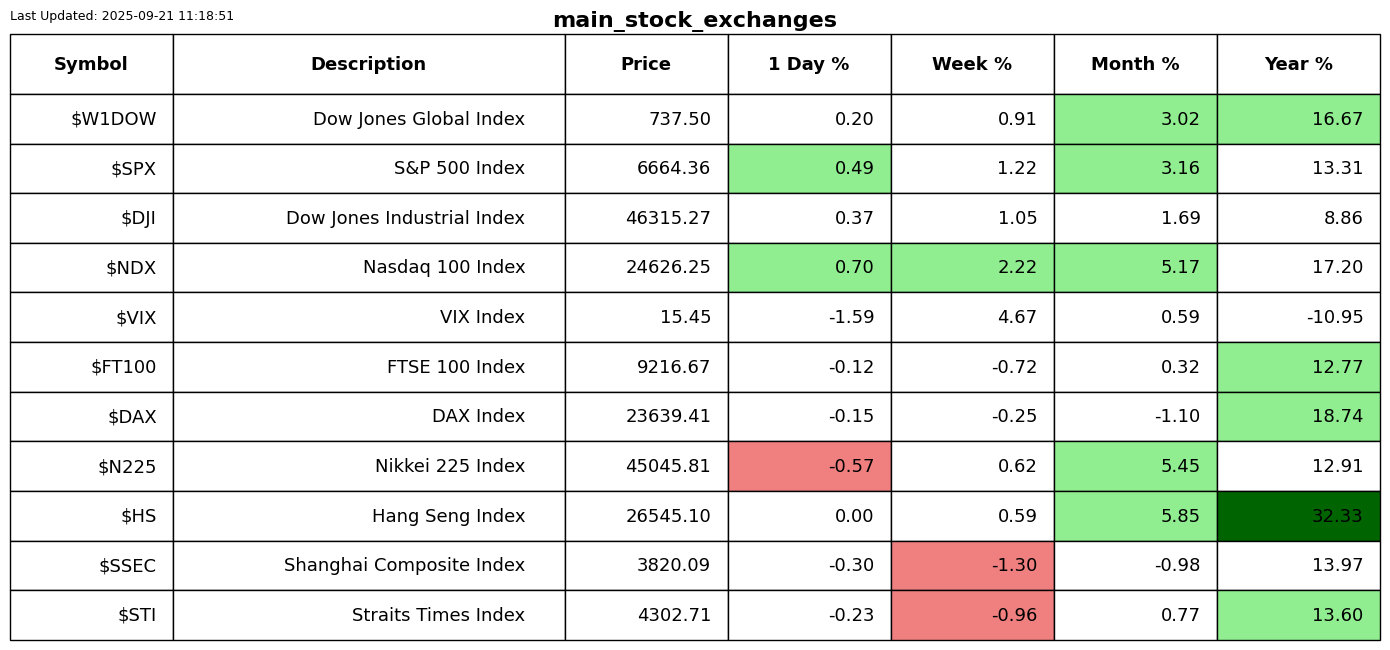 Last Updated: 2025-09-21 11:18:51
main_stock_exchanges
Symbol Description Price 1 Day % Week % Month % Year %
$W1DOW Dow Jones Global Index 737.50 0.20 0.91 3.02 16.67
$SPX S&P 500 Index 6664.36 0.49 1.22 3.16 13.31
$DJI Dow Jones Industrial Index 46315.27 0.37 1.05 1.69 8.86
$NDX Nasdaq 100 Index 24626.25 0.70 2.22 5.17 17.20
$VIX VIX Index 15.45 -1.59 4.67 0.59 -10.95
$FT100 FTSE 100 Index 9216.67 -0.12 -0.72 0.32 12.77
$DAX DAX Index 23639.41 -0.15 -0.25 -1.10 18.74
$N225 Nikkei 225 Index 45045.81 -0.57 0.62 5.45 12.91
$HS Hang Seng Index 26545.10 0.00 0.59 5.85 32.33
$SSEC Shanghai Composite Index 3820.09 -0.30 -1.30 -0.98 13.97
$STI Straits Times Index 4302.71 -0.23 -0.96 0.77 13.60